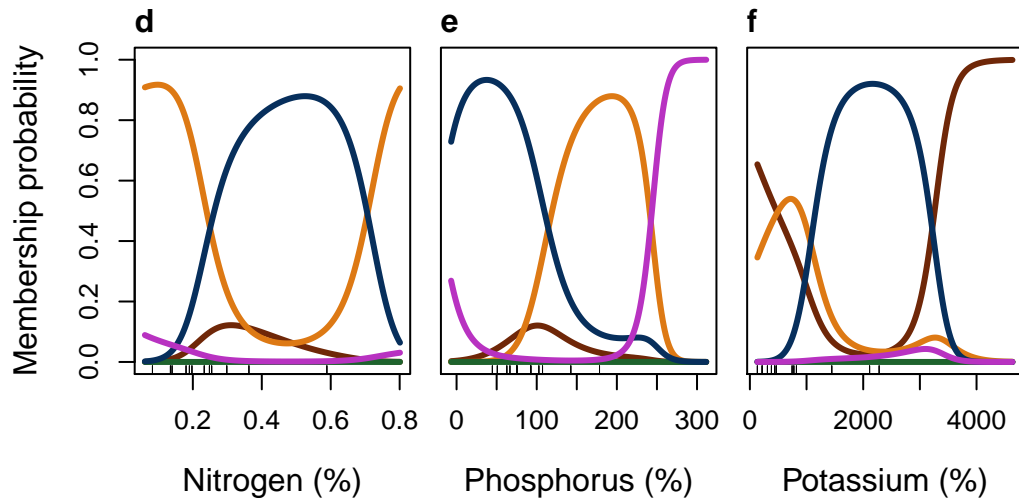 d e f
Membership probability
1.0
0.8
0.6
0.4
0.2
0.0
0.2 0.4 0.6 0.8
0 100 200 300
0 2000 4000
Nitrogen (%) Phosphorus (%) Potassium (%)